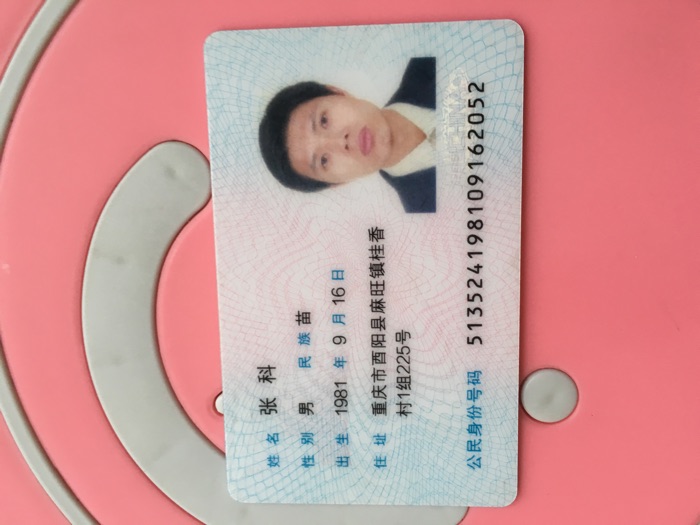 姓名 张科
性别 男 民族 苗
出生 1981 年 9 月 16 日
住址 重庆市酉阳县麻旺镇桂香
村1组225号
公民身份号码 513524198109162052